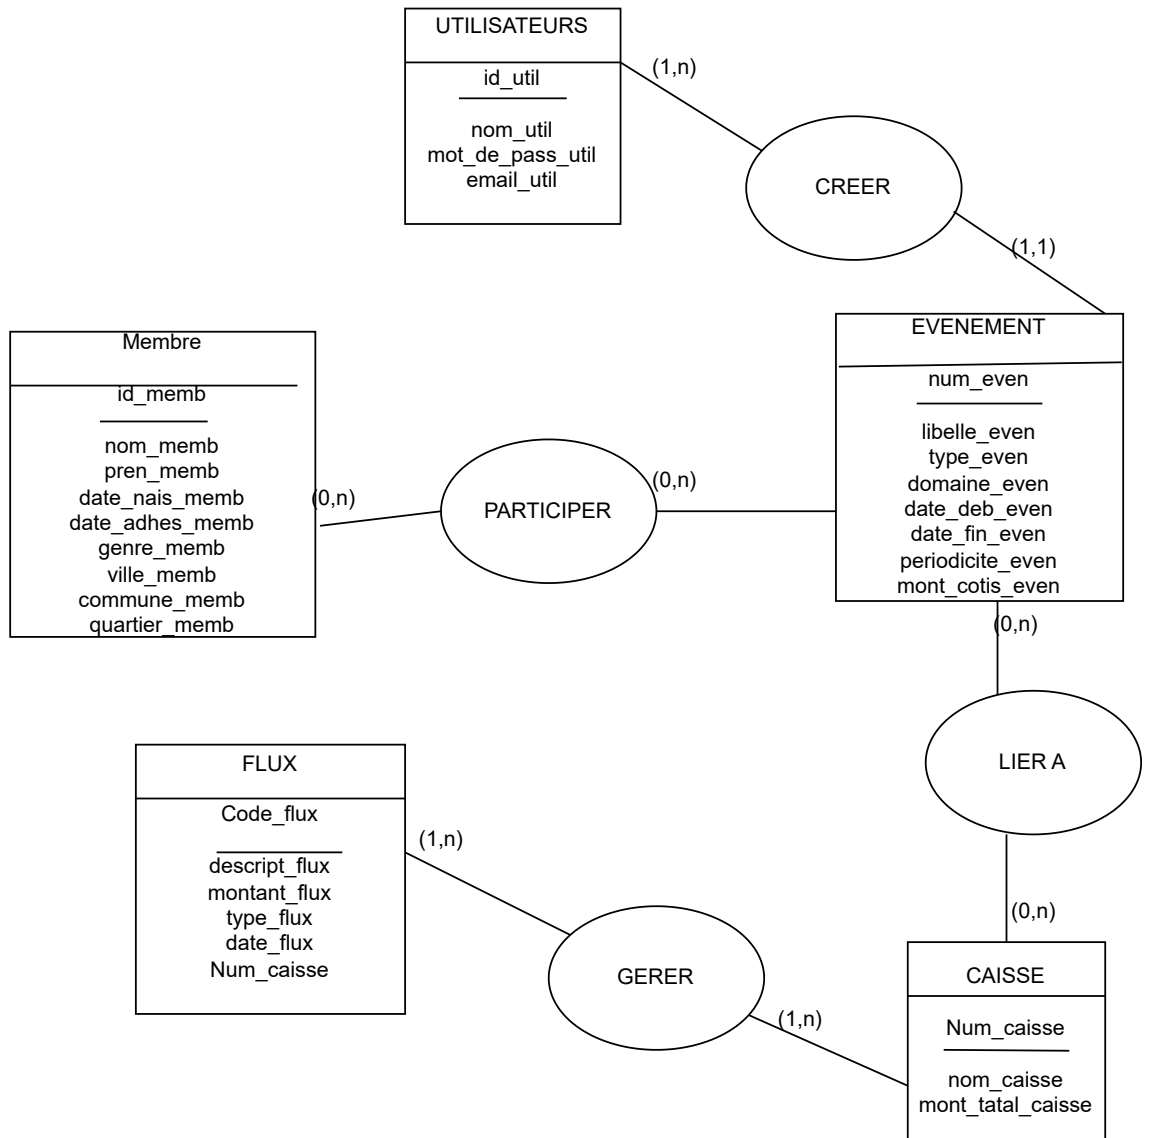 UTILISATEURS
id_util
nom_util
mot_de_pass_util
email_util
(1,n)
CREER
(1,1)
EVENEMENT
num_even
libelle_even
type_even
domaine_even
date_deb_even
date_fin_even
periodicite_even
mont_cotis_even
Membre
id_memb
nom_memb
pren_memb
date_nais_memb
date_adhes_memb
genre_memb
ville_memb
commune_memb
quartier_memb
(0,n)
PARTICIPER
(0,n)
(0,n)
LIER A
(0,n)
FLUX
Code_flux
descript_flux
montant_flux
type_flux
date_flux
Num_caisse
(1,n)
GERER
(1,n)
CAISSE
Num_caisse
nom_caisse
mont_tatal_caisse